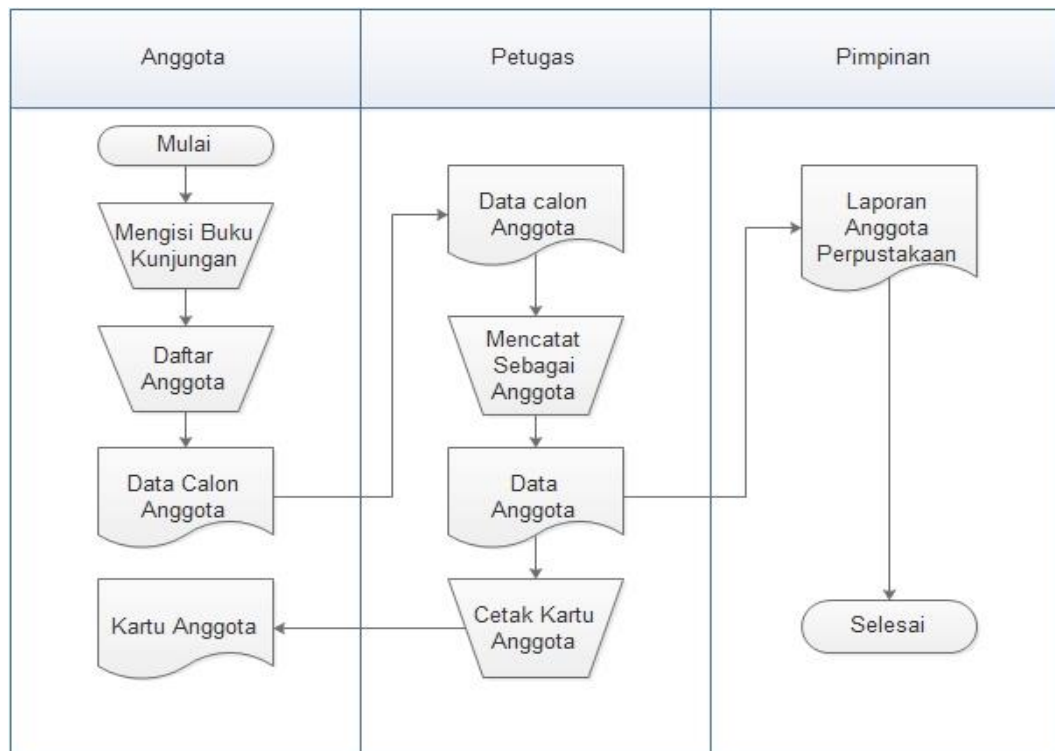 Anggota
Petugas
Pimpinan
Mulai
Mengisi Buku
Kunjungan
Daftar
Anggota
Data Calon
Anggota
Kartu Anggota
Data calon
Anggota
Mencatat
Sebagai
Anggota
Data
Anggota
Cetak Kartu
Anggota
Laporan
Anggota
Perpustakaan
Selesai